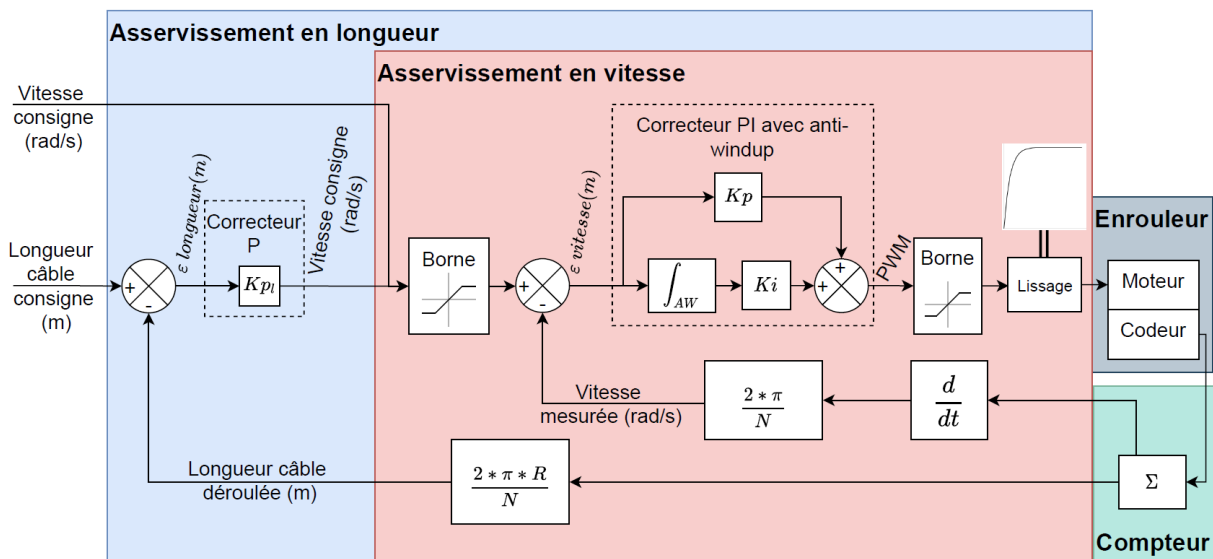 Asservissement en longueur
Asservissement en vitesse
Vitesse
consigne
(rad/s)
Longueur
câble
consigne
(m)
+
-
ε longueur(m)
Correcteur
P
Kp_l
Vitesse consigne
(rad/s)
Borne
+
-
ε vitesse(m)
Correcteur PI avec anti-
windup
Kp
∫_AW
Ki
+
+
PWM
Borne
Lissage
Enrouleur
Moteur
Codeur
Vitesse
mesurée (rad/s)
2 * π
N
d
dt
Longueur câble
déroulée (m)
2 * π * R
N
Σ
Compteur